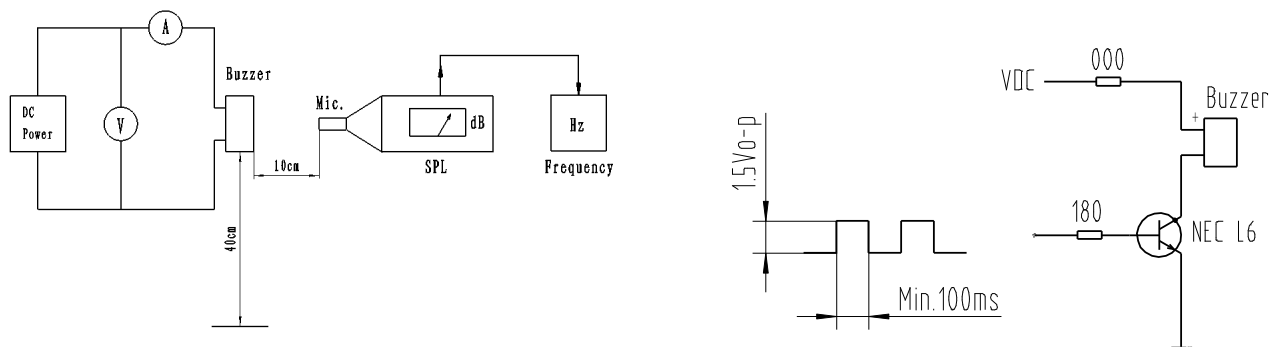 A
DC
Power
V
Buzzer
10cm
40cm
Mic.
dB
SPL
Hz
Frequency
1.5Vo-p
Min.100ms
VDC
000
+
Buzzer
180
NEC L6